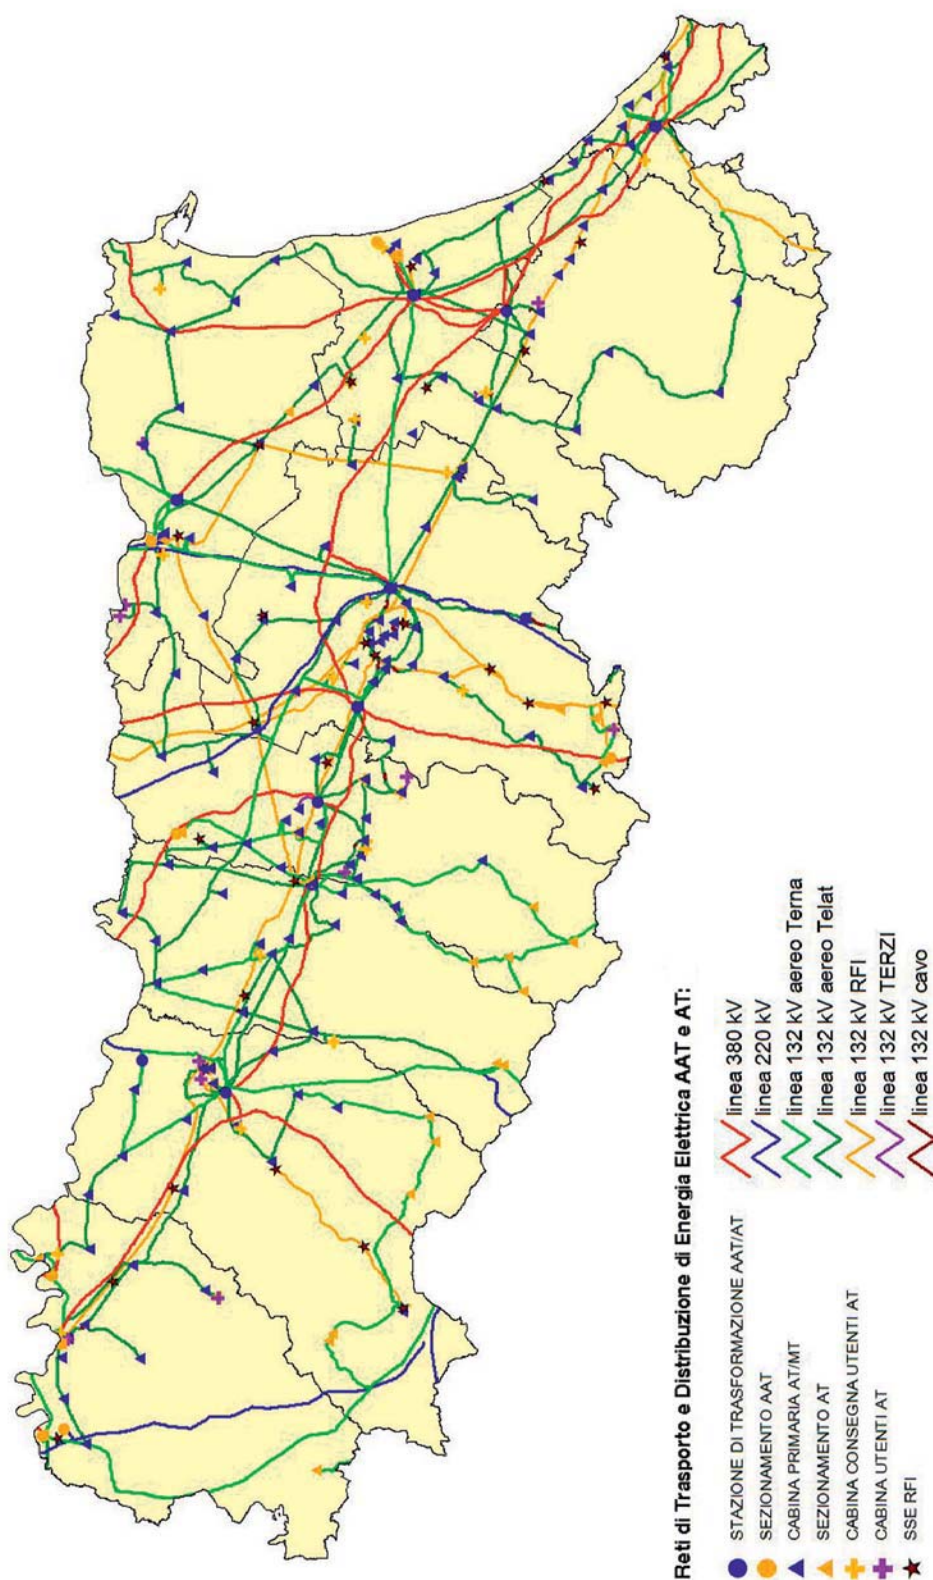 Reti di Trasporto e Distribuzione di Energia Elettrica AAT e AT:
STAZIONE DI TRASFORMAZIONE AAT/AT
SEZIONAMENTO AAT
CABINA PRIMARIA AT/MT
SEZIONAMENTO AT
CABINA CONSEGNA UTENTI AT
CABINA UTENTI AT
SSE RFI
linea 380 kV
linea 220 kV
linea 132 kV aereo Terna
linea 132 kV aereo Telat
linea 132 kV RFI
linea 132 kV TERZI
linea 132 kV cavo